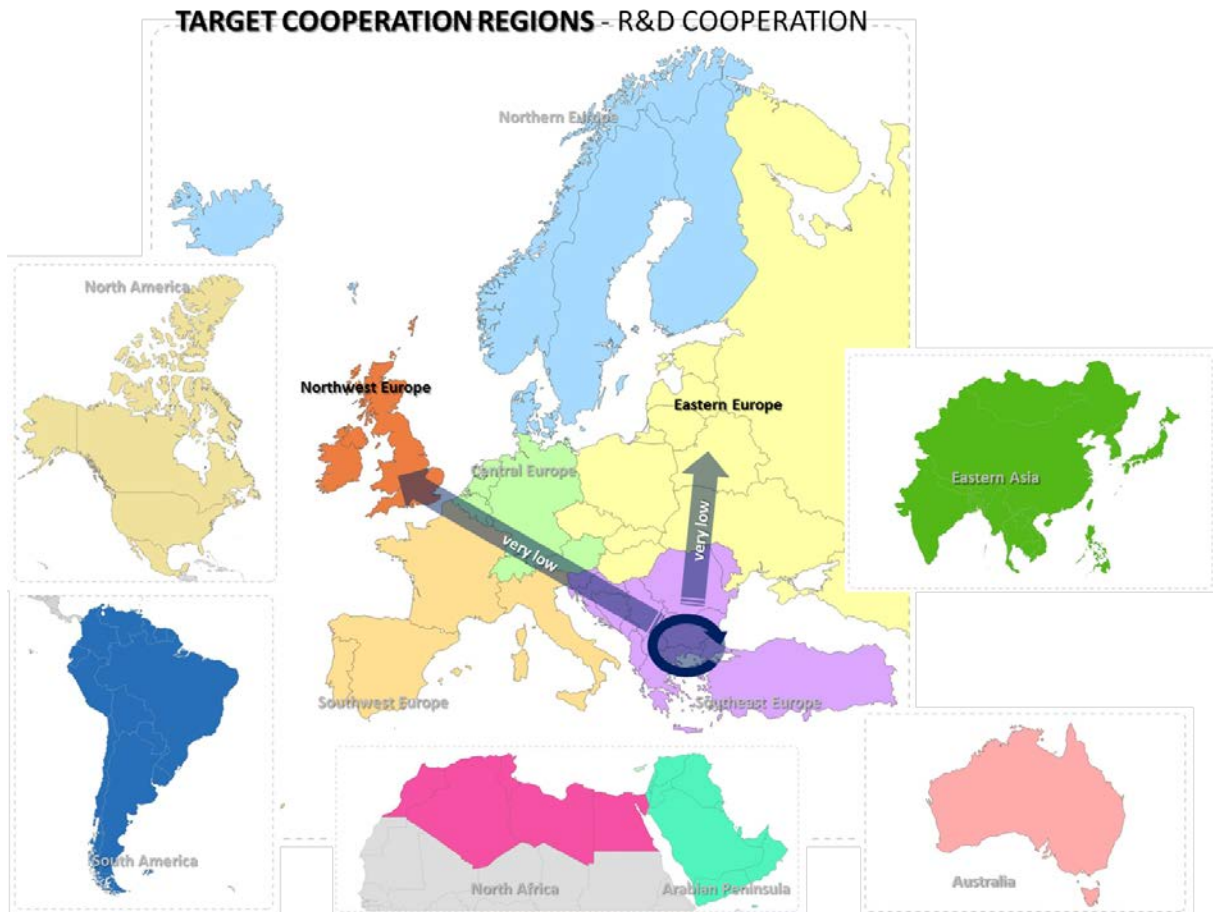 TARGET COOPERATION REGIONS - R&D COOPERATION
Northern Europe
North America
Northwest Europe
Eastern Europe
Central Europe
Eastern Asia
very low
very low
Southwest Europe
Southeast Europe
South America
North Africa
Arabian Peninsula
Australia